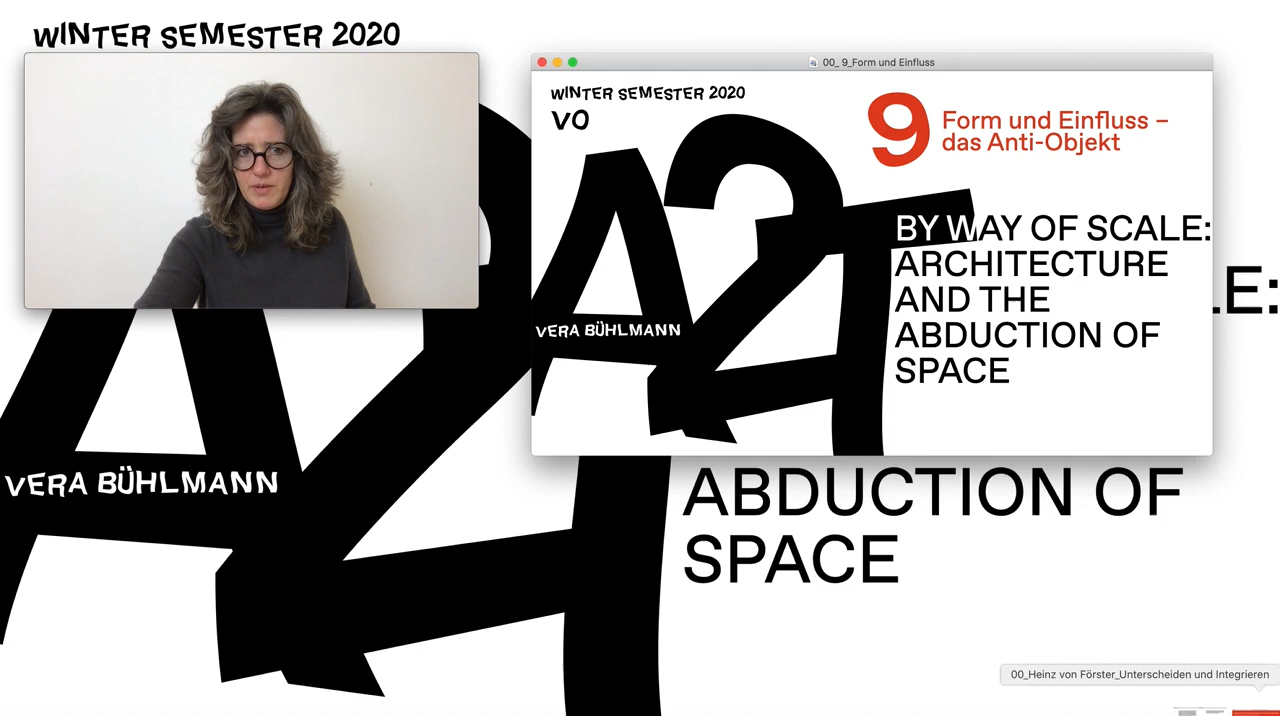 WINTER SEMESTER 2020
VERA BÜHLMANN
LE:
ABDUCTION OF
SPACE
00_ 9_Form und Einfluss
WINTER SEMESTER 2020
VO
A2T
VERA BÜHLMANN
9 Form und Einfluss –
das Anti-Objekt
BY WAY OF SCALE:
ARCHITECTURE
AND THE
ABDUCTION OF
SPACE
00_Heinz von Förster_Unterscheiden und Integrieren